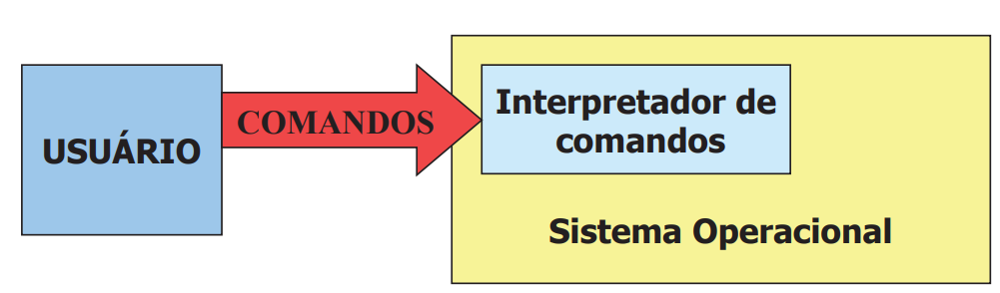 USUÁRIO
COMANDOS
Interpretador de
comandos
Sistema Operacional